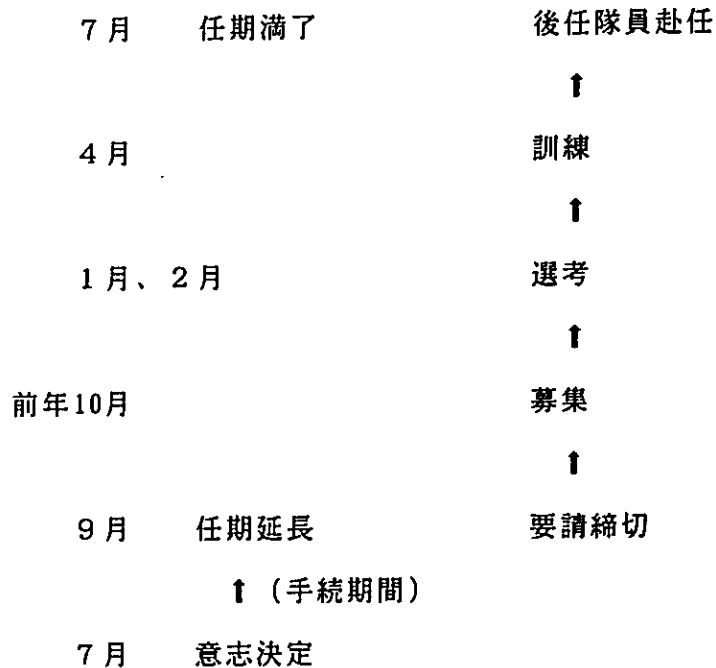 7月 任期満了 後任隊員赴任
⬆
4月 訓練
⬆
1月、2月 選考
⬆
前年10月 募集
⬆
9月 任期延長 要請締切
⬆ (手続期間)
7月 意志決定